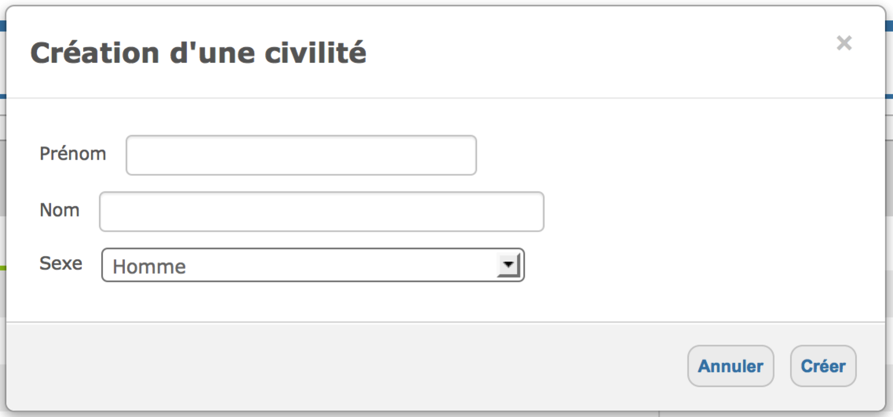 Création d'une civilité ×
Prénom
Nom
Sexe Homme
Annuler Créer